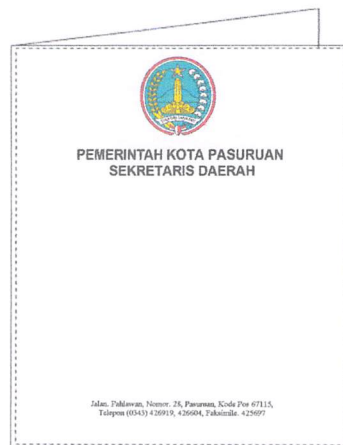 PEMERINTAH KOTA PASURUAN
SEKRETARIS DAERAH
Jalan. Pahlawan, Nomor. 28, Pasuruan, Kode Pos 67115,
Telepon (0343) 426919, 426604, Faksimile. 425697